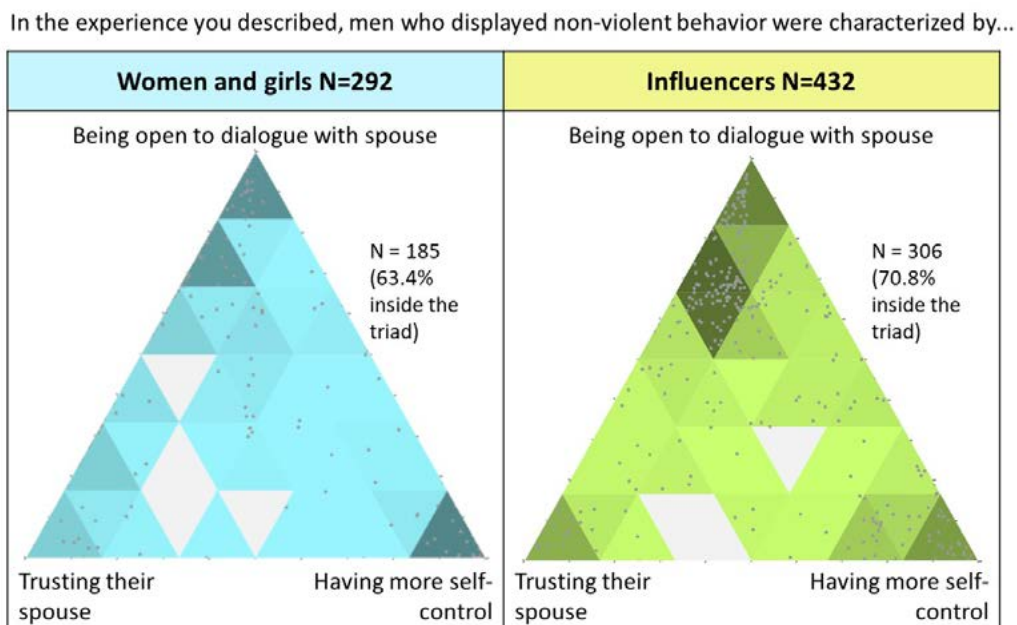 In the experience you described, men who displayed non-violent behavior were characterized by...
Women and girls N=292
Influencers N=432
Being open to dialogue with spouse
N = 185
(63.4%
inside the
triad)
Trusting their
spouse
Having more self-
control
Being open to dialogue with spouse
N = 306
(70.8%
inside the
triad)
Trusting their
spouse
Having more self-
control